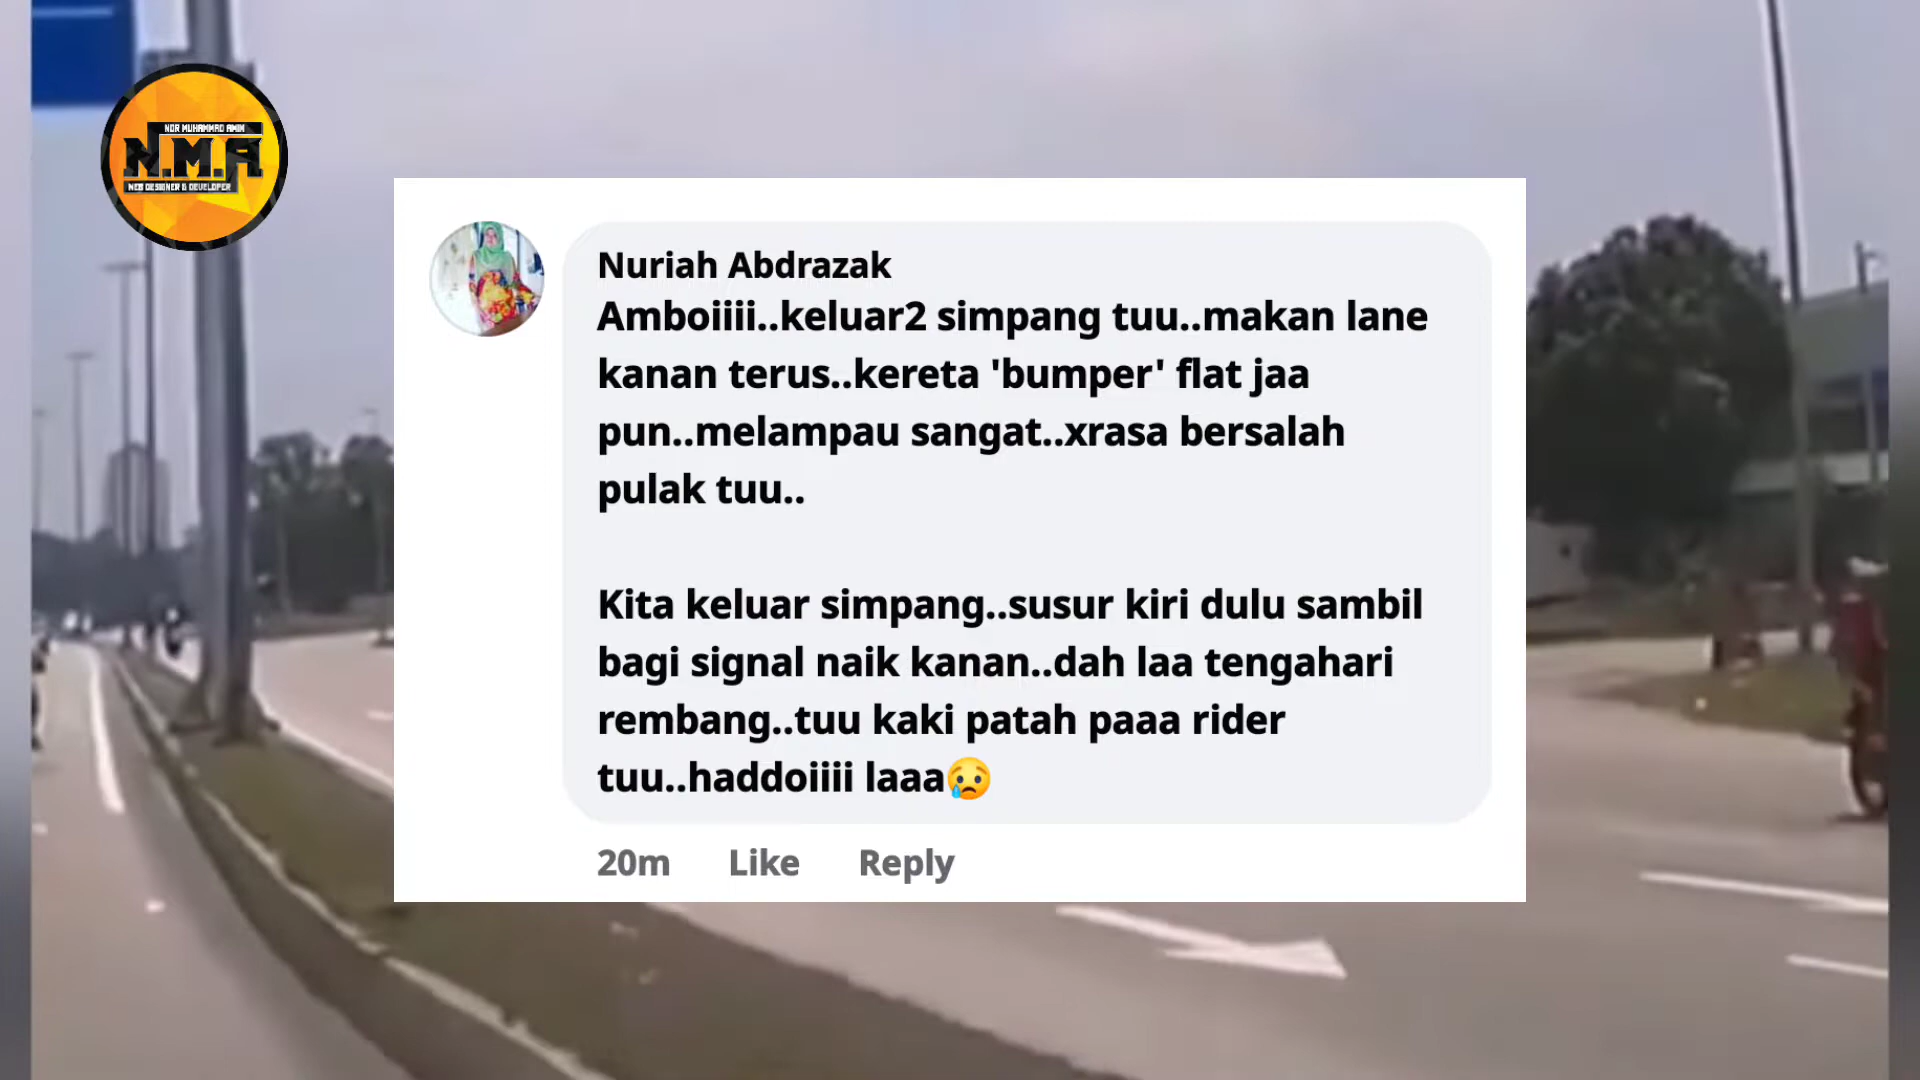 NOR MUHAMMAD AMIN
N.M.A
WEB DESIGNER & DEVELOPER
Nuriah Abdrazak
Amboiiii..keluar2 simpang tuu..makan lane
kanan terus..kereta 'bumper' flat jaa
pun..melampau sangat..xrasa bersalah
pulak tuu..
Kita keluar simpang..susur kiri dulu sambil
bagi signal naik kanan..dah laa tengahari
rembang..tuu kaki patah paaa rider
tuu..haddoiiii laaa😢
20m Like Reply